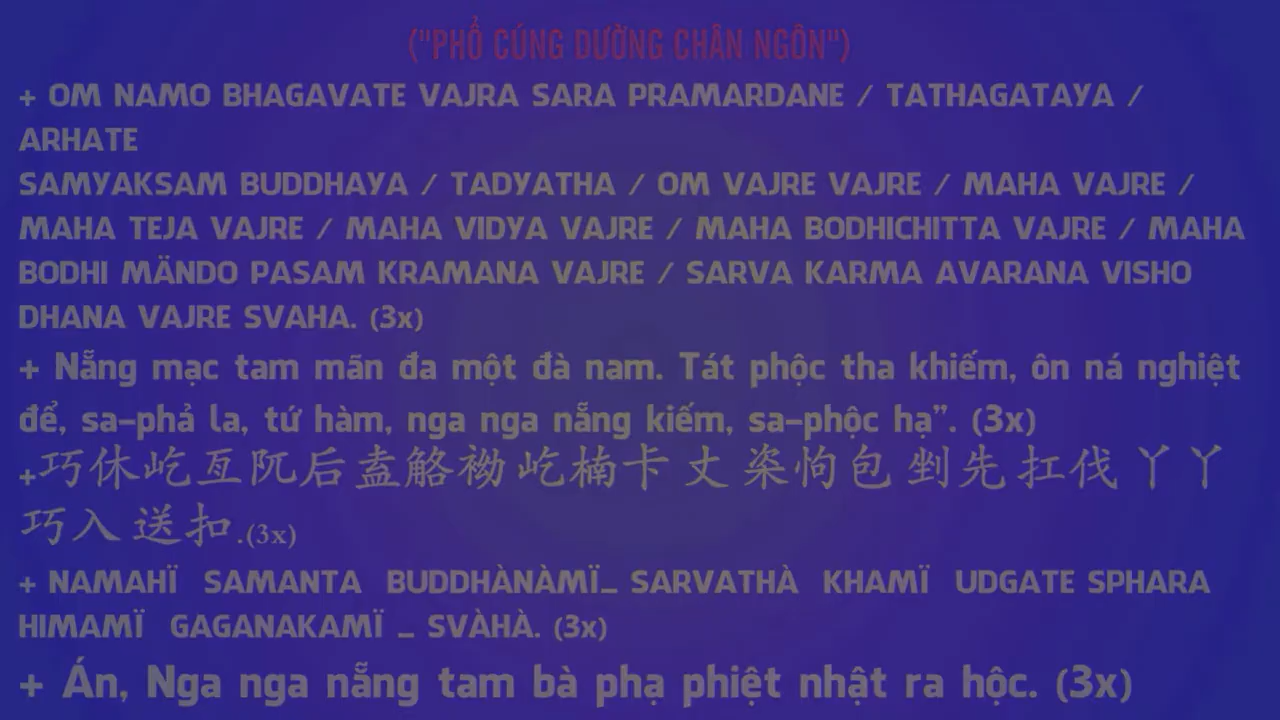 ("PHỔ CÚNG DƯỜNG CHÂN NGÔN")
+ OM NAMO BHAGAVATE VAJRA SARA PRAMARDANE / TATHAGATAYA /
ARHATE
SAMYAKSAM BUDDHAYA / TADYATHA / OM VAJRE VAJRE / MAHA VAJRE /
MAHA TEJA VAJRE / MAHA VIDYA VAJRE / MAHA BODHICHITTA VAJRE / MAHA
BODHI MÄNDO PASAM KRAMANA VAJRE / SARVA KARMA AVARANA VISHO
DHANA VAJRE SVAHA. (3x)
+ Nẵng mạc tam mãn đa một đà nam. Tát phộc tha khiếm, ôn ná nghiệt
để, sa-phả la, tứ hàm, nga nga nẵng kiếm, sa-phộc hạ”. (3x)
+巧休屹亙阢后盍觡袎屹楠卡 丈 粢怐包 剉先 扛伐 丫丫
巧入 送扣.(3x)
+ NAMAHÏ SAMANTA BUDDHÀNÀMÏ_ SARVATHÀ KHAMÏ UDGATE SPHARA
HIMAMÏ GAGANAKAMÏ _ SVÀHÀ. (3x)
+ Án, Nga nga nẵng tam bà phạ phiệt nhật ra hộc. (3x)